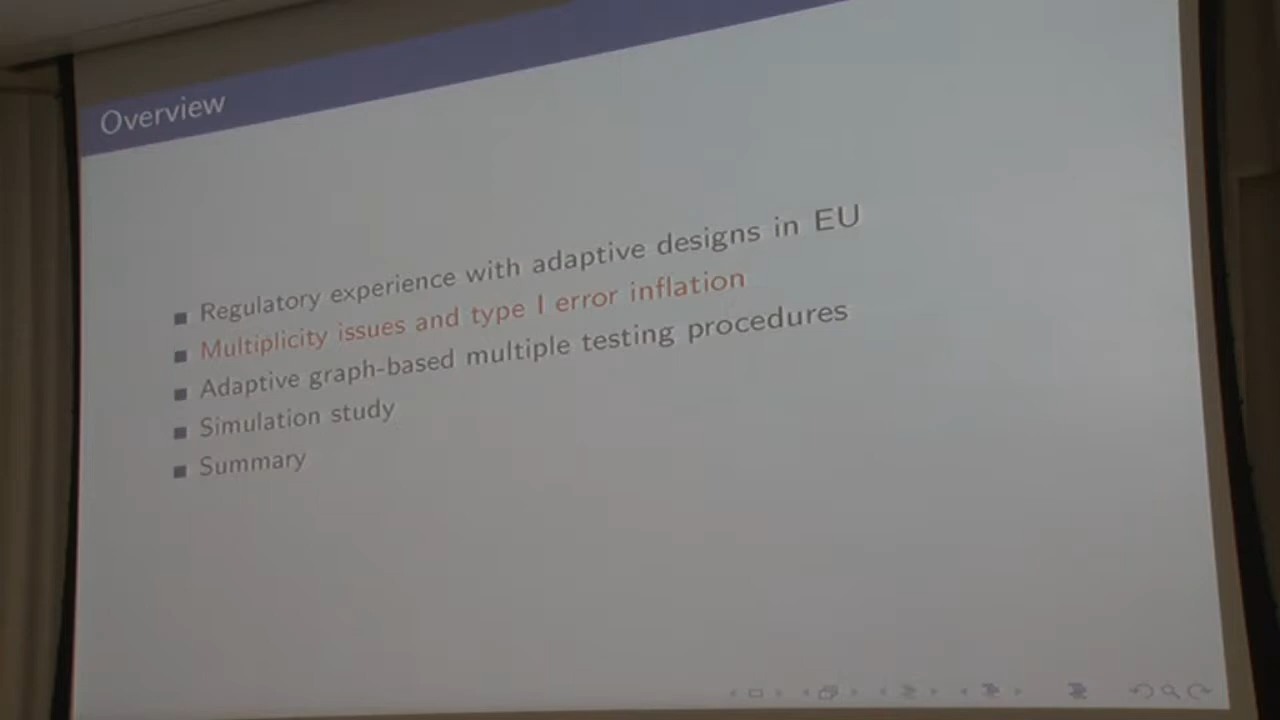 Overview
Regulatory experience with adaptive designs in EU
Multiplicity issues and type I error inflation
Adaptive graph-based multiple testing procedures
Simulation study
Summary